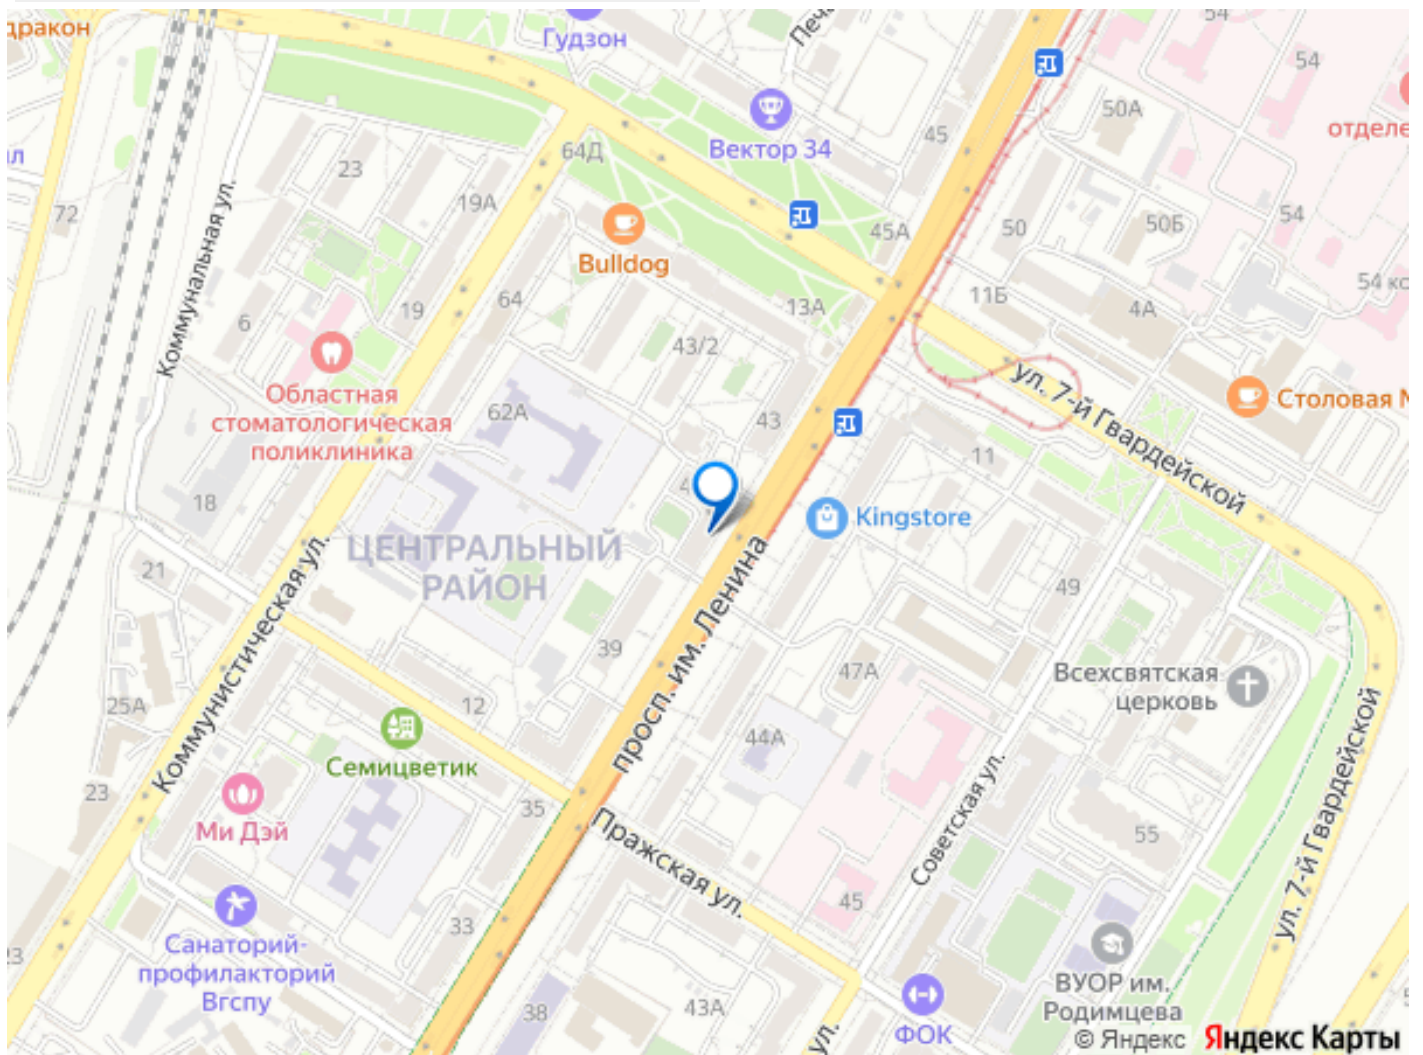 дракон
Гудзон
Печ
54
54
45
50А
отделе
Вектор 34
64Д
23
72
19А
Коммунальная ул.
45А
50
50Б
54
Bulldog
13А
11Б
4А
54 ко
64
19
6
43/2
Областная
стоматологическая
поликлиника
62А
43
ул. 7-й Гвардейской
Столовая
11
18
4
Kingstore
ЦЕНТРАЛЬНЫЙ
РАЙОН
21
просп. им. Ленина
49
39
47А
Всехсвятская
церковь
Коммунистическая ул.
25А
12
44А
Семицветик
23
Ми Дэй
35
Пражская ул.
Советская ул.
55
ул. 7-й Гвардейской
45
33
Санаторий-
профилакторий
Вгспу
38
43А
ул.
ФОК
ВУОР им.
Родимцева
© Яндекс Яндекс Карты